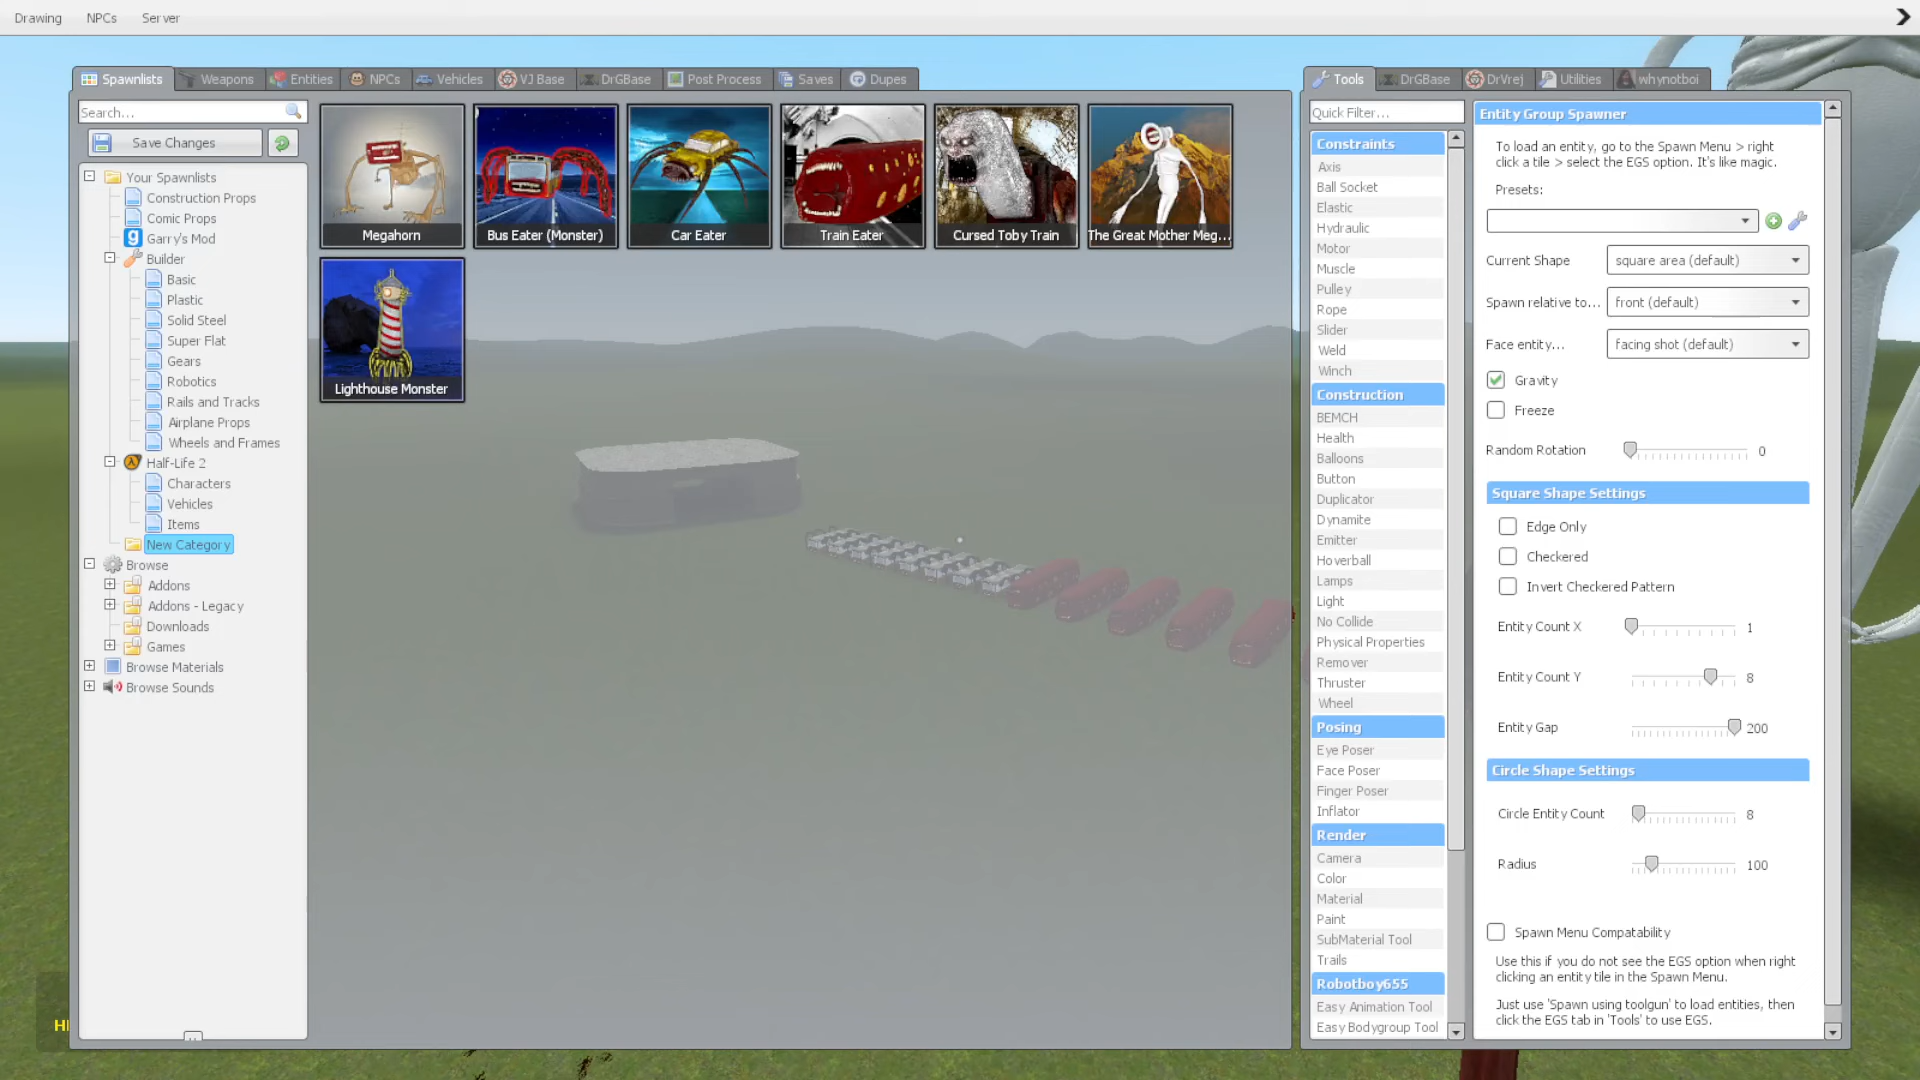 Drawing NPCs Server
Spawnlists Weapons Entities NPCs Vehicles VJ Base DrGBase Post Process Saves Dupes
Search...
Save Changes
Your Spawnlists
Construction Props
Comic Props
Garry's Mod
Builder
Basic
Plastic
Solid Steel
Super Flat
Gears
Robotics
Rails and Tracks
Airplane Props
Wheels and Frames
Half-Life 2
Characters
Vehicles
Items
New Category
Browse
Addons
Addons - Legacy
Downloads
Games
Browse Materials
Browse Sounds
Megahorn
Bus Eater (Monster)
Car Eater
Train Eater
Cursed Toby Train
The Great Mother Meg...
Lighthouse Monster
Tools DrGBase DrVrej Utilities whynotboi
Quick Filter...
Constraints
Axis
Ball Socket
Elastic
Hydraulic
Motor
Muscle
Pulley
Rope
Slider
Weld
Winch
Construction
BEMCH
Health
Balloons
Button
Duplicator
Dynamite
Emitter
Hoverball
Lamps
Light
No Collide
Physical Properties
Remover
Thruster
Wheel
Posing
Eye Poser
Face Poser
Finger Poser
Inflator
Render
Camera
Color
Material
Paint
SubMaterial Tool
Trails
Robotboy655
Easy Animation Tool
Easy Bodygroup Tool
Entity Group Spawner
To load an entity, go to the Spawn Menu > right
click a tile > select the EGS option. It's like magic.
Presets:
Current Shape square area (default)
Spawn relative to... front (default)
Face entity... facing shot (default)
Gravity
Freeze
Random Rotation 0
Square Shape Settings
Edge Only
Checkered
Invert Checkered Pattern
Entity Count X 1
Entity Count Y 8
Entity Gap 200
Circle Shape Settings
Circle Entity Count 8
Radius 100
Spawn Menu Compatability
Use this if you do not see the EGS option when right
clicking an entity tile in the Spawn Menu.
Just use 'Spawn using toolgun' to load entities, then
click the EGS tab in 'Tools' to use EGS.